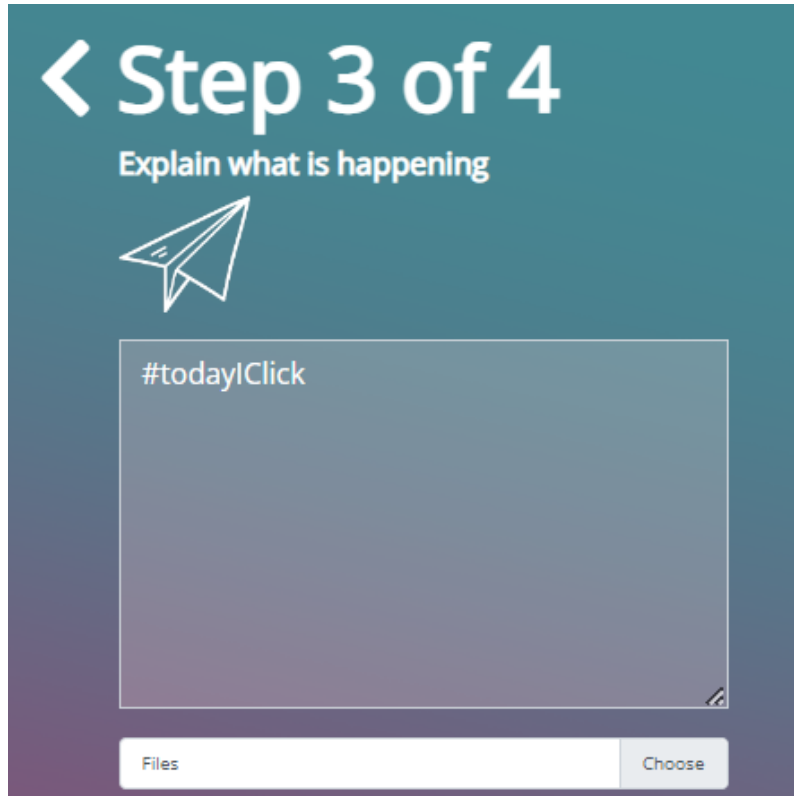 Step 3 of 4
Explain what is happening
#todayIClick
Files
Choose